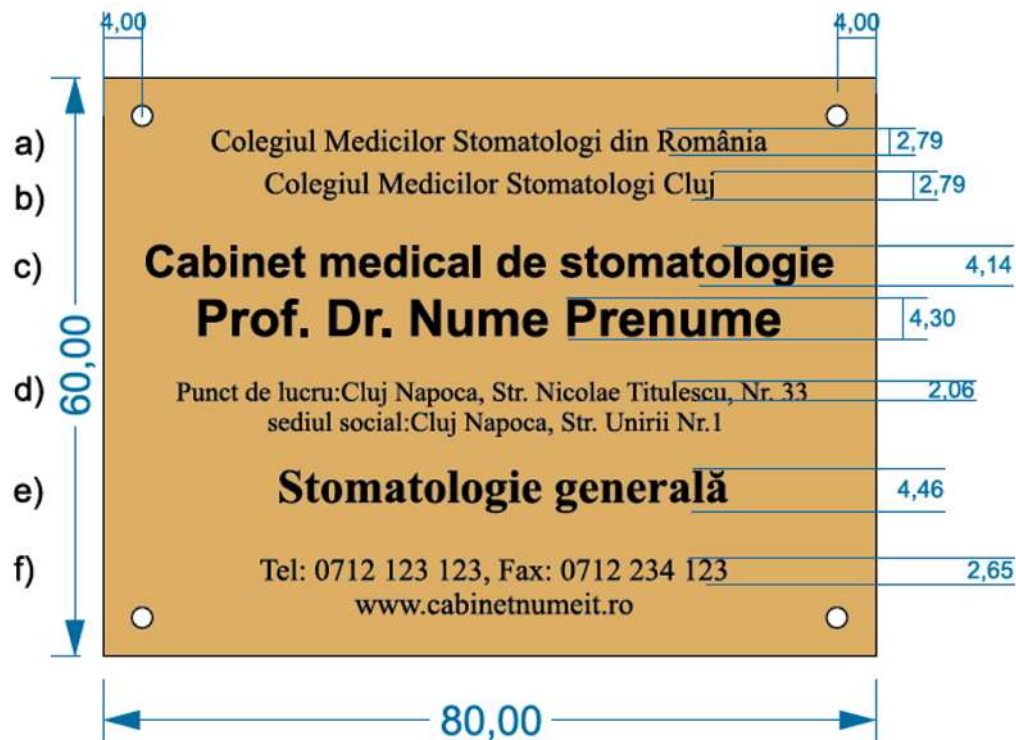 4,00 4,00
a) Colegiul Medicilor Stomatologi din România 2,79
b) Colegiul Medicilor Stomatologi Cluj 2,79
c) Cabinet medical de stomatologie 4,14
Prof. Dr. Nume Prenume 4,30
60,00
d) Punct de lucru:Cluj Napoca, Str. Nicolae Titulescu, Nr. 33 2,06
sediul social:Cluj Napoca, Str. Unirii Nr.1
e) Stomatologie generală 4,46
f) Tel: 0712 123 123, Fax: 0712 234 123 2,65
www.cabinetnumeit.ro
80,00